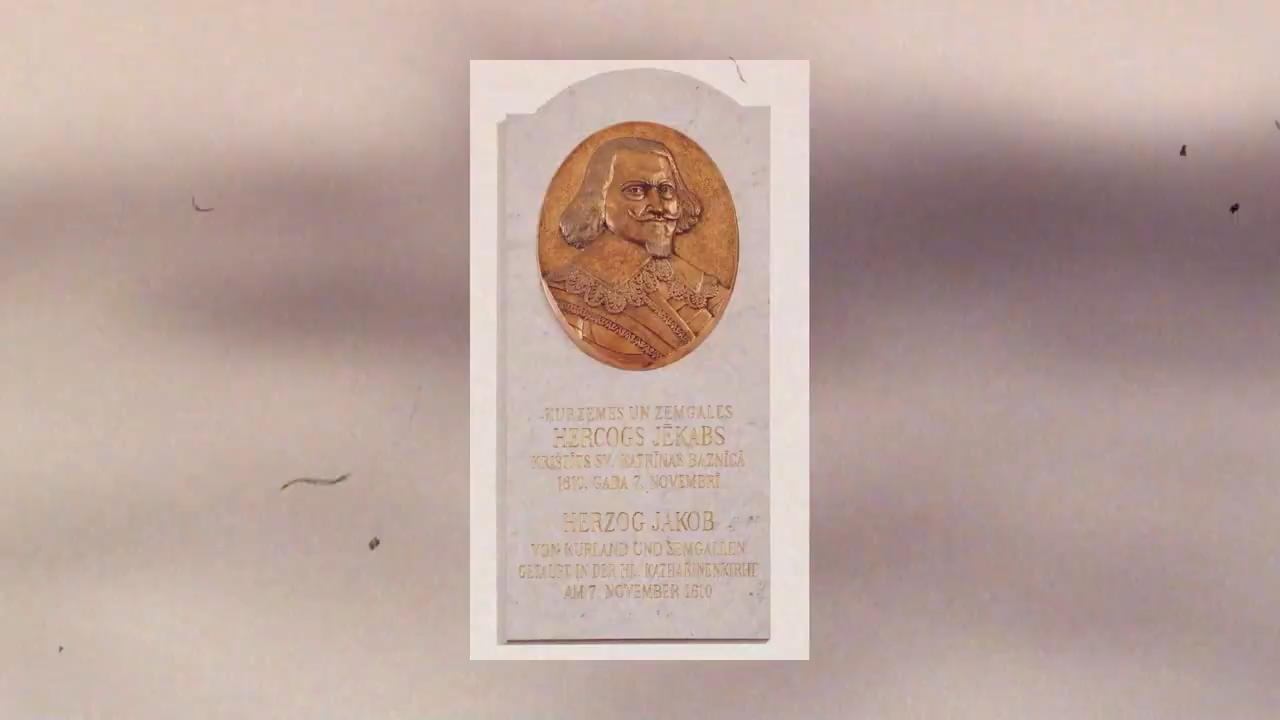 KURZEMES UN ZEMGALES
HERCOGS JĒKABS
KRISTĪTS SV. KATRĪNAS BAZNĪCĀ
1610. GADA 7. NOVEMBRĪ
HERZOG JAKOB
VON KURLAND UND SEMGALLEN
GETAUFT IN DER HL. KATHARINENKIRHE
AM 7. NOVEMBER 1610